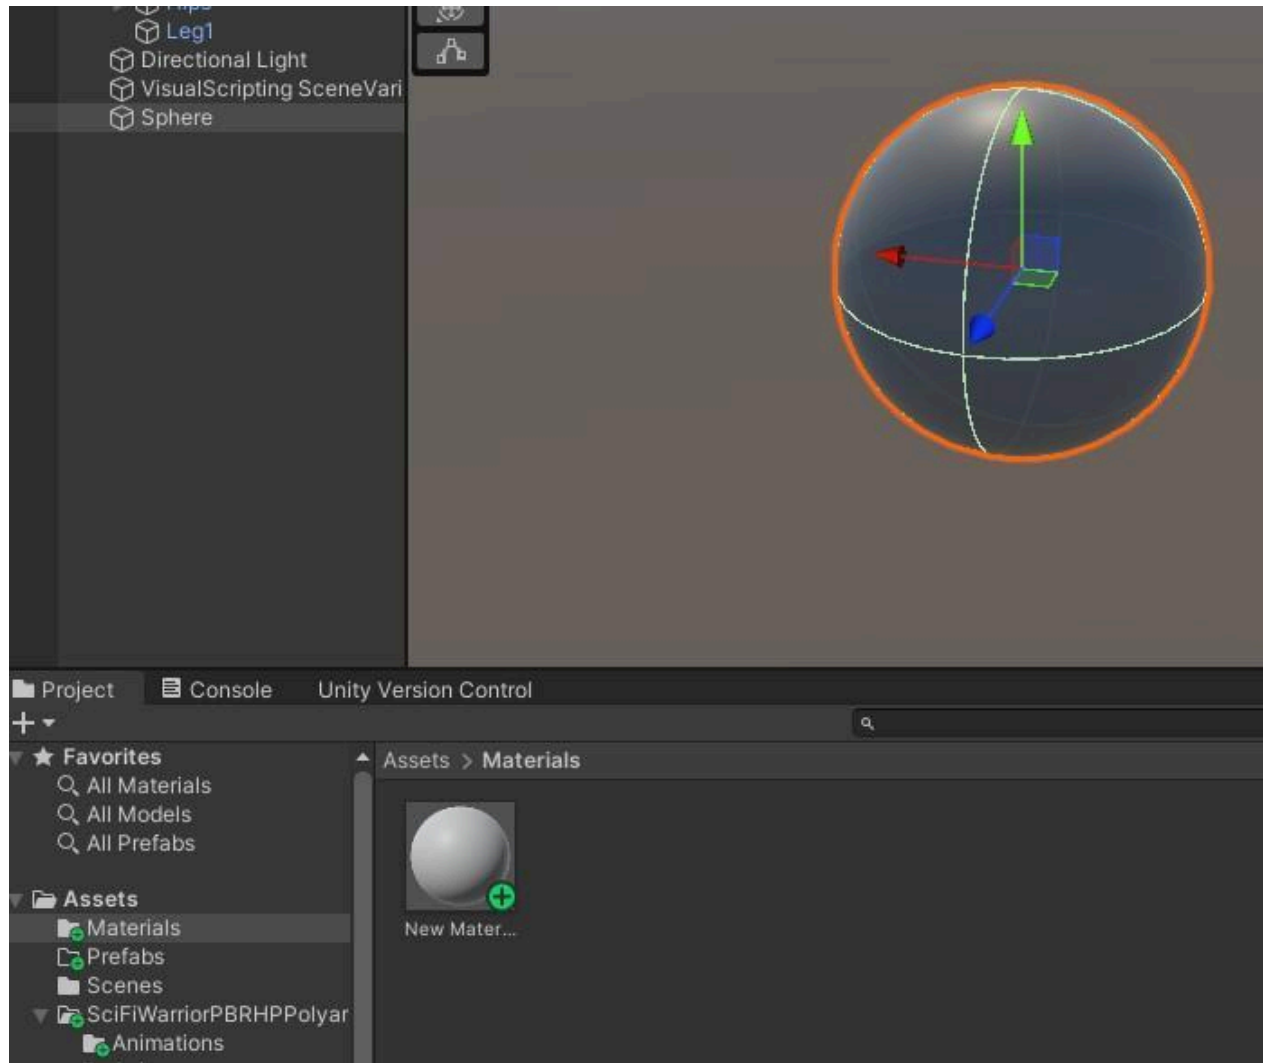 Leg1
Directional Light
VisualScripting SceneVari
Sphere
Project Console Unity Version Control
Favorites
All Materials
All Models
All Prefabs
Assets > Materials
New Mater...
Assets
Materials
Prefabs
Scenes
SciFiWarriorPBRHPPolyar
Animations